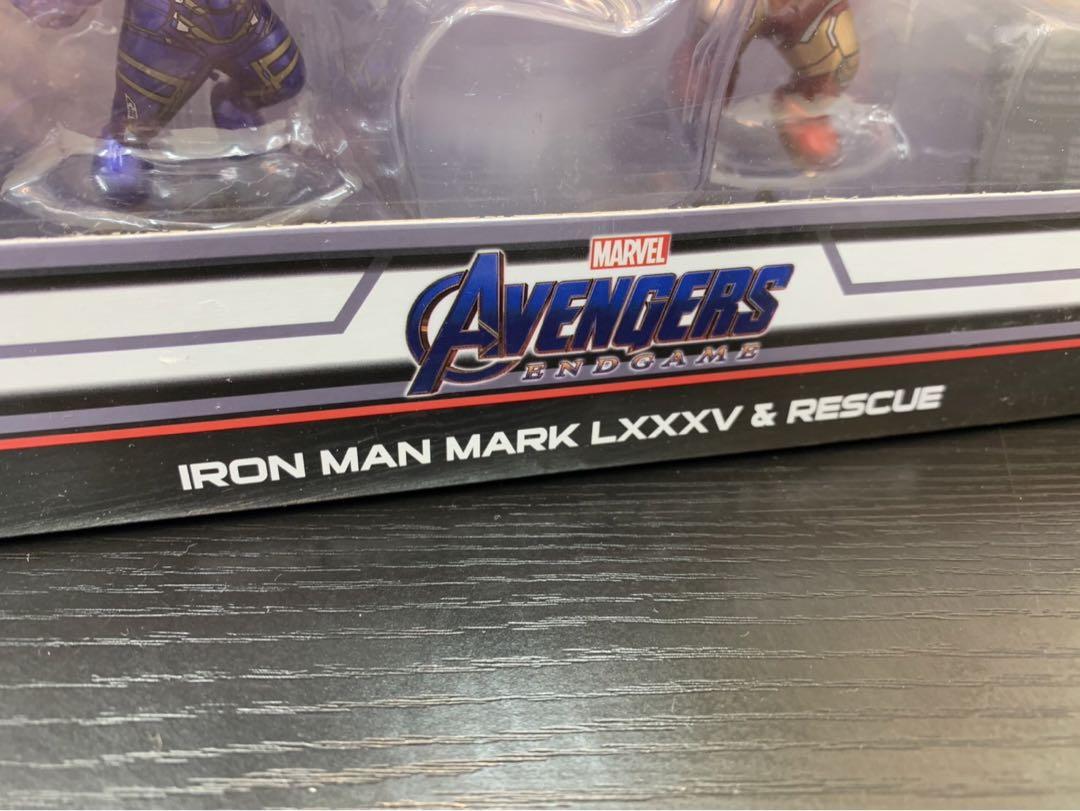 MARVEL
AVENGERS
ENDGAME
IRON MAN MARK LXXXV & RESCUE